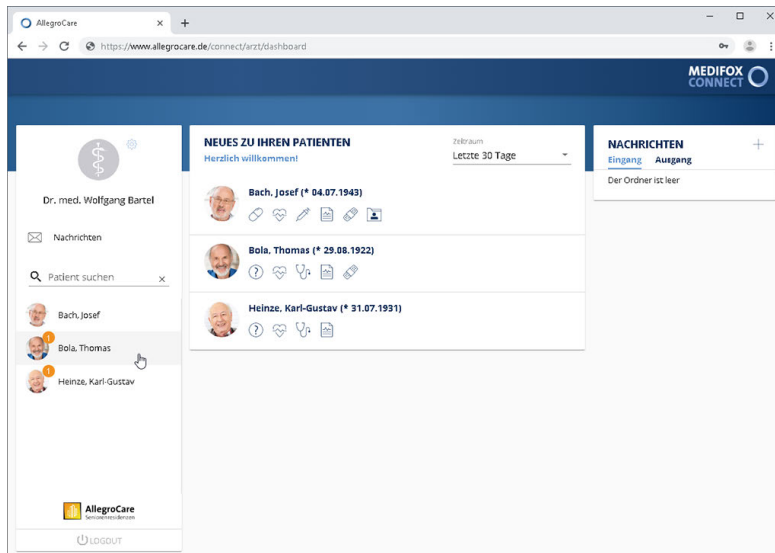 AllegroCare
https://www.allegrocare.de/connect/arzt/dashboard
MEDIFOX
CONNECT
Dr. med. Wolfgang Bartel
Nachrichten
Patient suchen
Bach, Josef
1
Bola, Thomas
1
Heinze, Karl-Gustav
AllegroCare
Seniorenresidenzen
LOGOUT
NEUES ZU IHREN PATIENTEN
Herzlich willkommen!
Zeitraum
Letzte 30 Tage
Bach, Josef (* 04.07.1943)
Bola, Thomas (* 29.08.1922)
Heinze, Karl-Gustav (* 31.07.1931)
NACHRICHTEN
Eingang Ausgang
Der Ordner ist leer